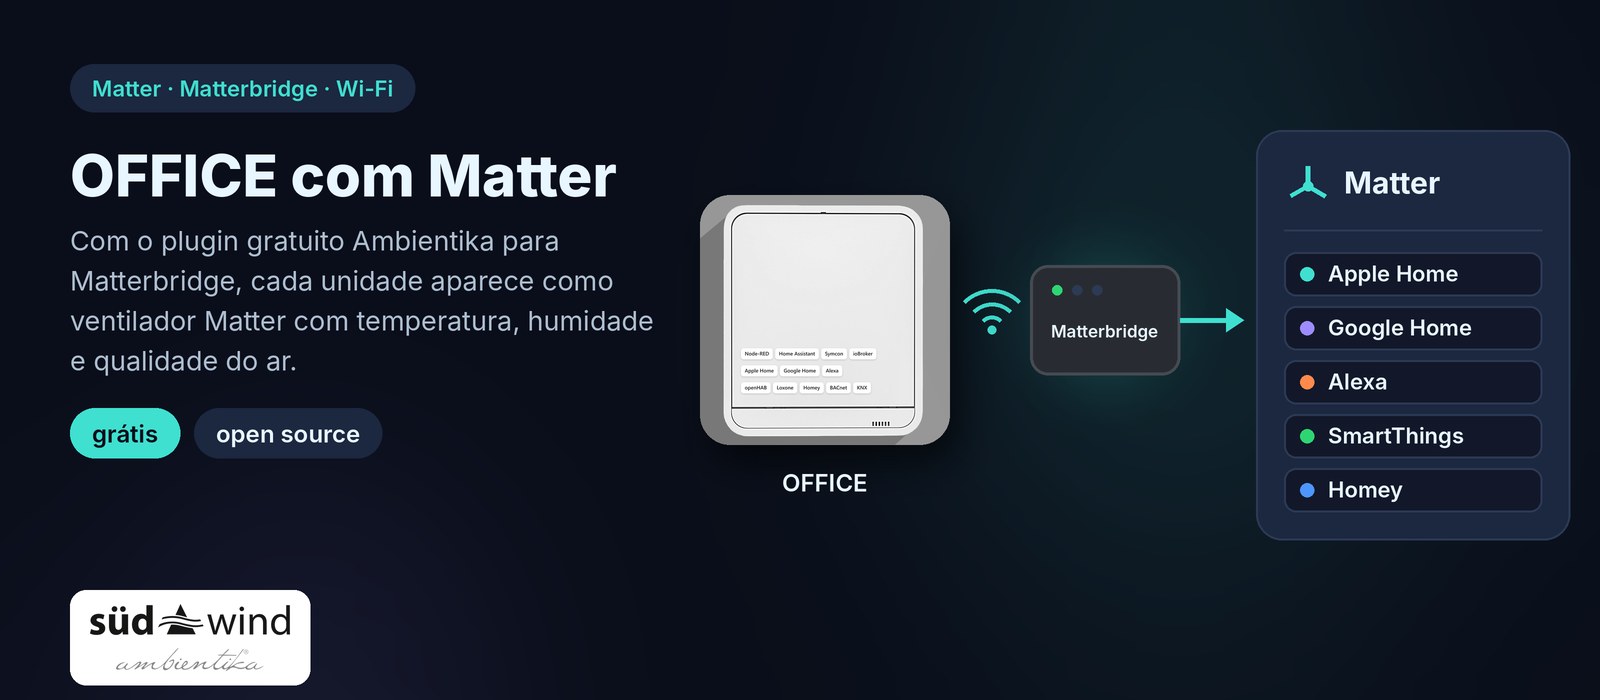 Matter · Matterbridge · Wi-Fi
OFFICE com Matter
Com o plugin gratuito Ambientika para
Matterbridge, cada unidade aparece como
ventilador Matter com temperatura, humidade
e qualidade do ar.
grátis
open source
süd wind
ambientika®
Node-RED Home Assistant Symcon ioBroker
Apple Home Google Home Alexa
openHAB Loxone Homey BACnet KNX
OFFICE
Matterbridge
Matter
Apple Home
Google Home
Alexa
SmartThings
Homey